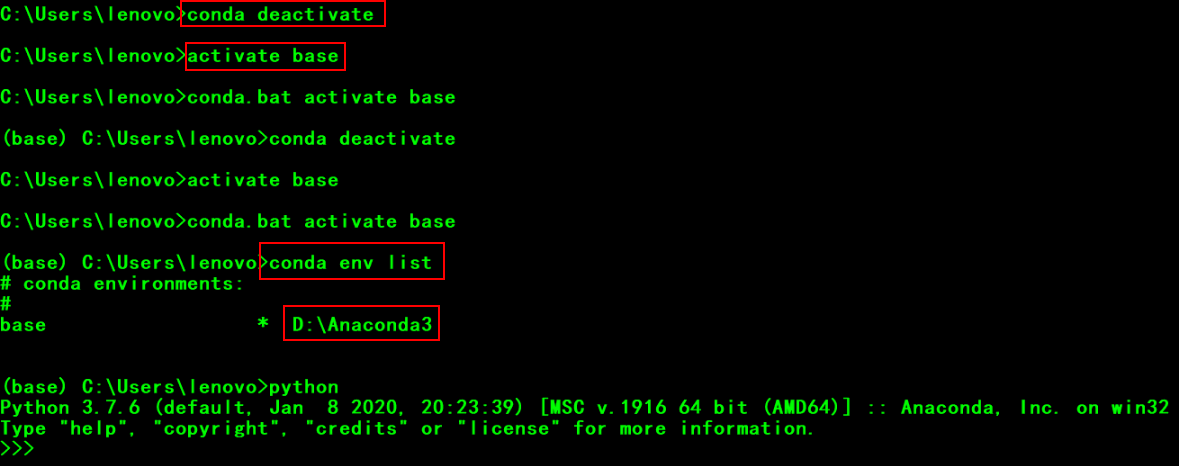 C:\Users\lenovo>conda deactivate
C:\Users\lenovo>activate base
C:\Users\lenovo>conda.bat activate base
(base) C:\Users\lenovo>conda deactivate
C:\Users\lenovo>activate base
C:\Users\lenovo>conda.bat activate base
(base) C:\Users\lenovo>conda env list
# conda environments:
#
base                  *  D:\Anaconda3
(base) C:\Users\lenovo>python
Python 3.7.6 (default, Jan  8 2020, 20:23:39) [MSC v.1916 64 bit (AMD64)] :: Anaconda, Inc. on win32
Type "help", "copyright", "credits" or "license" for more information.
>>>